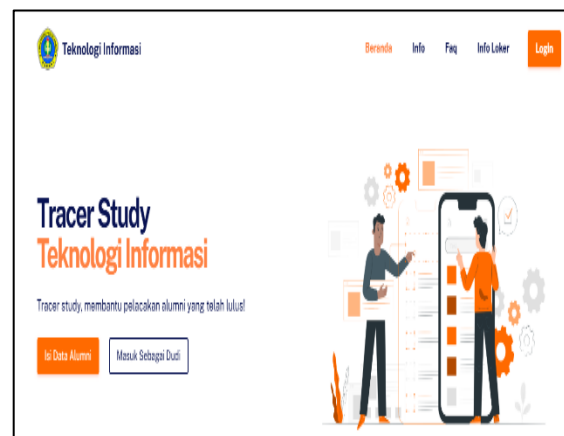 Teknologi Informasi
Beranda Info Faq Info Loker Login
Tracer Study
Teknologi Informasi
Tracer study, membantu pelacakan alumni yang telah lulus!
Isi Data Alumni Masuk Sebagai Dudi